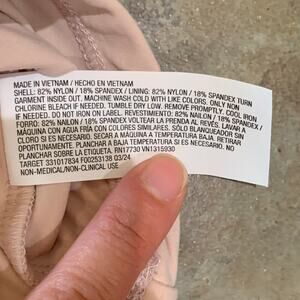 MADE IN VIETNAM / HECHO EN VIETNAM
SHELL: 82% NYLON / 18% SPANDEX / LINING: 82% NYLON / 18% SPANDEX TURN
GARMENT INSIDE OUT. MACHINE WASH COLD WITH LIKE COLORS. ONLY NON
CHLORINE BLEACH IF NEEDED. TUMBLE DRY LOW. REMOVE PROMPTLY. COOL IRON
IF NEEDED. DO NOT IRON ON LABEL. REVESTIMIENTO: 82% NAILON / 18% SPANDEX /
FORRO: 82% NAILON / 18% SPANDEX VOLTEAR LA PRENDA AL REVÉS. LAVAR A
MÁQUINA CON AGUA FRÍA CON COLORES SIMILARES. SÓLO BLANQUEADOR SIN
CLORO SI ES NECESARIO. SECAR A MÁQUINA A BAJA TEMPERATURA. RETIRAR
PLANCHAR A BAJA TEMPERATURA SI ES NECESARIO. NO
PLANCHAR SOBRE LA ETIQUETA. RN17730 VN1315930
TARGET 331017834 F00253138 03/24
NON-MEDICAL/NON-CLINICAL USE